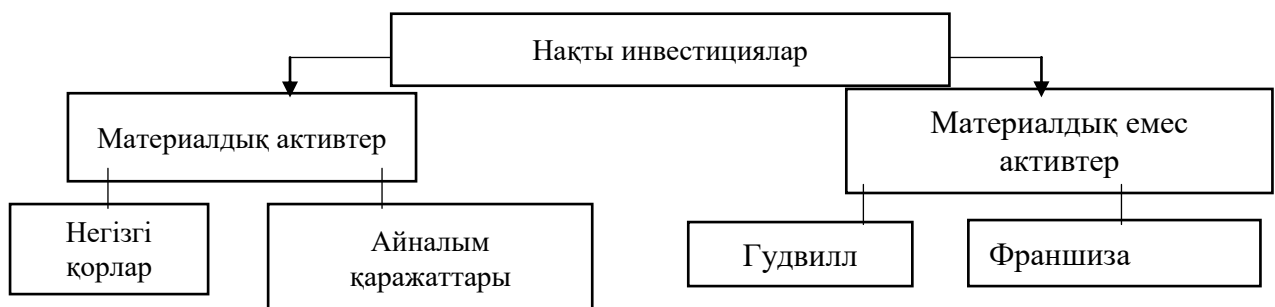 Нақты инвестициялар
Материалдық активтер
Материалдық емес
активтер
Негізгі
қорлар
Айналым
қаражаттары
Гудвилл
Франшиза